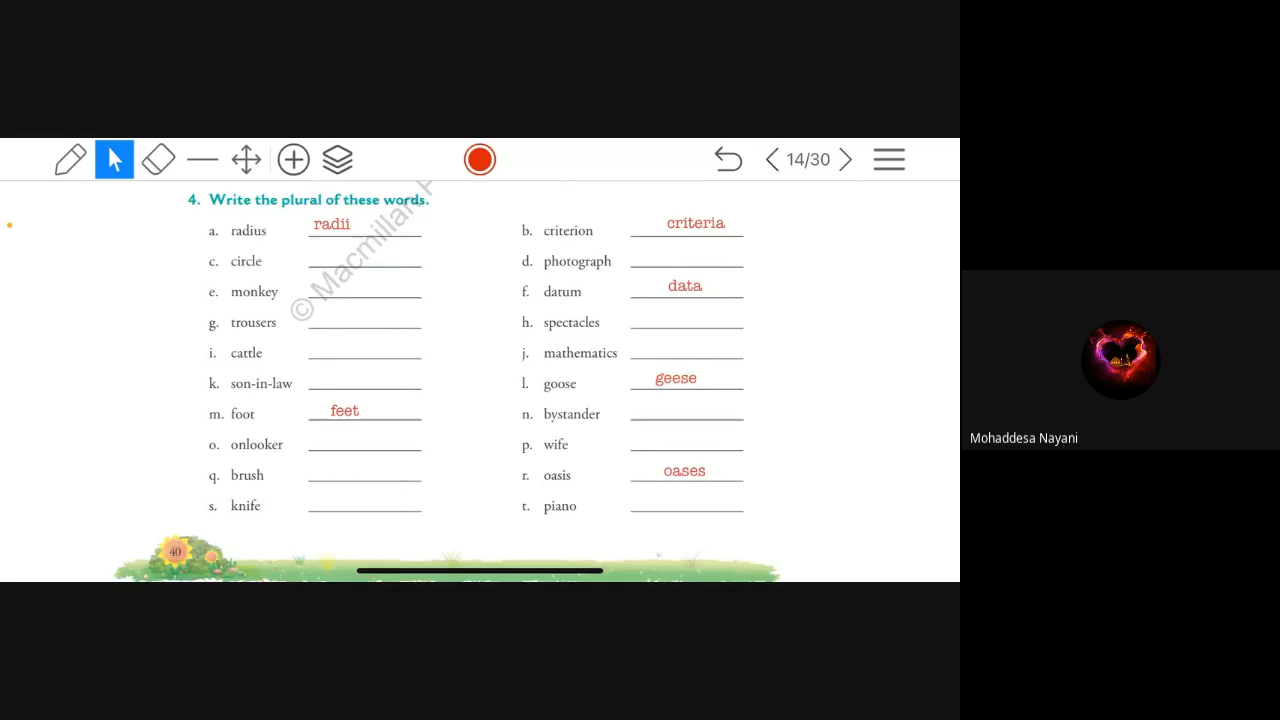 14/30
4. Write the plural of these words.
a. radius radii b. criterion criteria
c. circle d. photograph
e. monkey f. datum data
g. trousers h. spectacles
i. cattle j. mathematics
k. son-in-law l. goose geese
m. foot feet n. bystander
o. onlooker p. wife
q. brush r. oasis oases
s. knife t. piano
40
© Macmillan
Mohaddesa Nayani